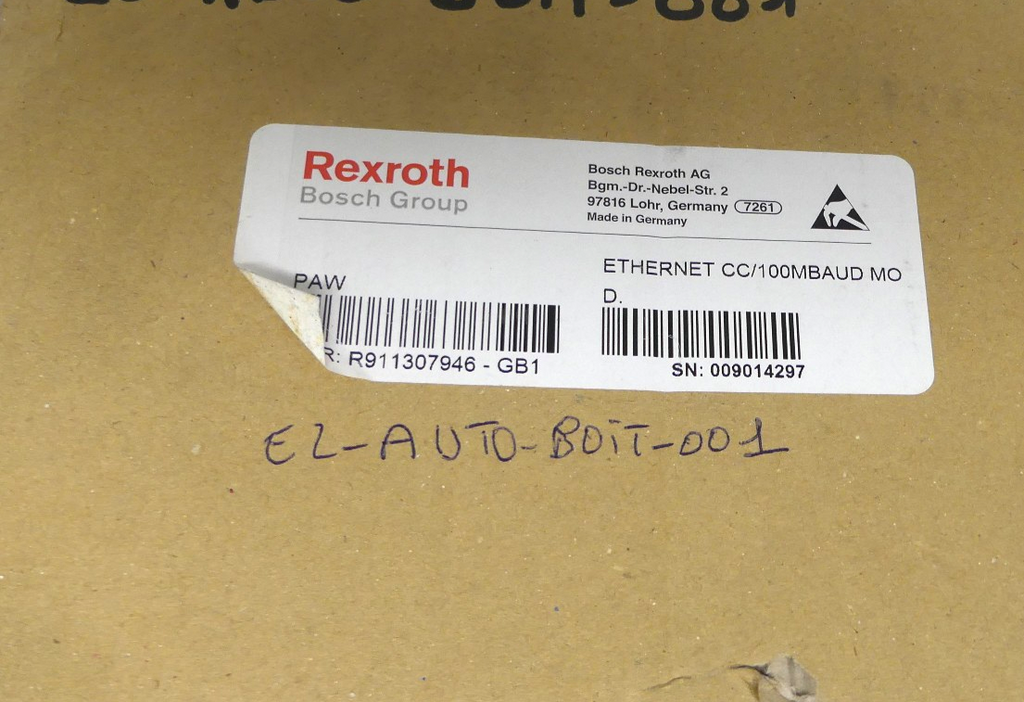 Rexroth
Bosch Group
Bosch Rexroth AG
Bgm.-Dr.-Nebel-Str. 2
97816 Lohr, Germany 7261
Made in Germany
PAW
R: R911307946 - GB1
ETHERNET CC/100MBAUD MO
D.
SN: 009014297
EL-AUTO-BOIT-001